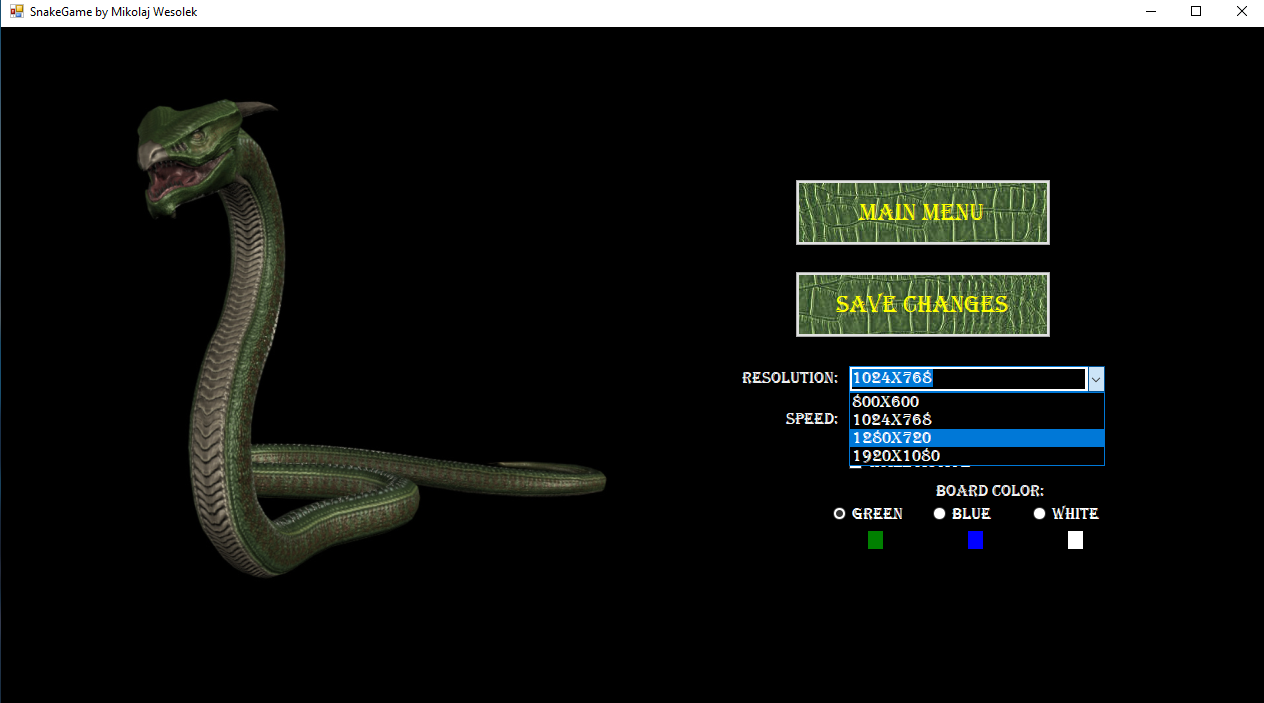 SnakeGame by Mikolaj Wesolek
MAIN MENU
SAVE CHANGES
RESOLUTION: 1024X768
800X600
SPEED: 1024X768
1280X720
1920X1080
BOARD COLOR:
GREEN BLUE WHITE